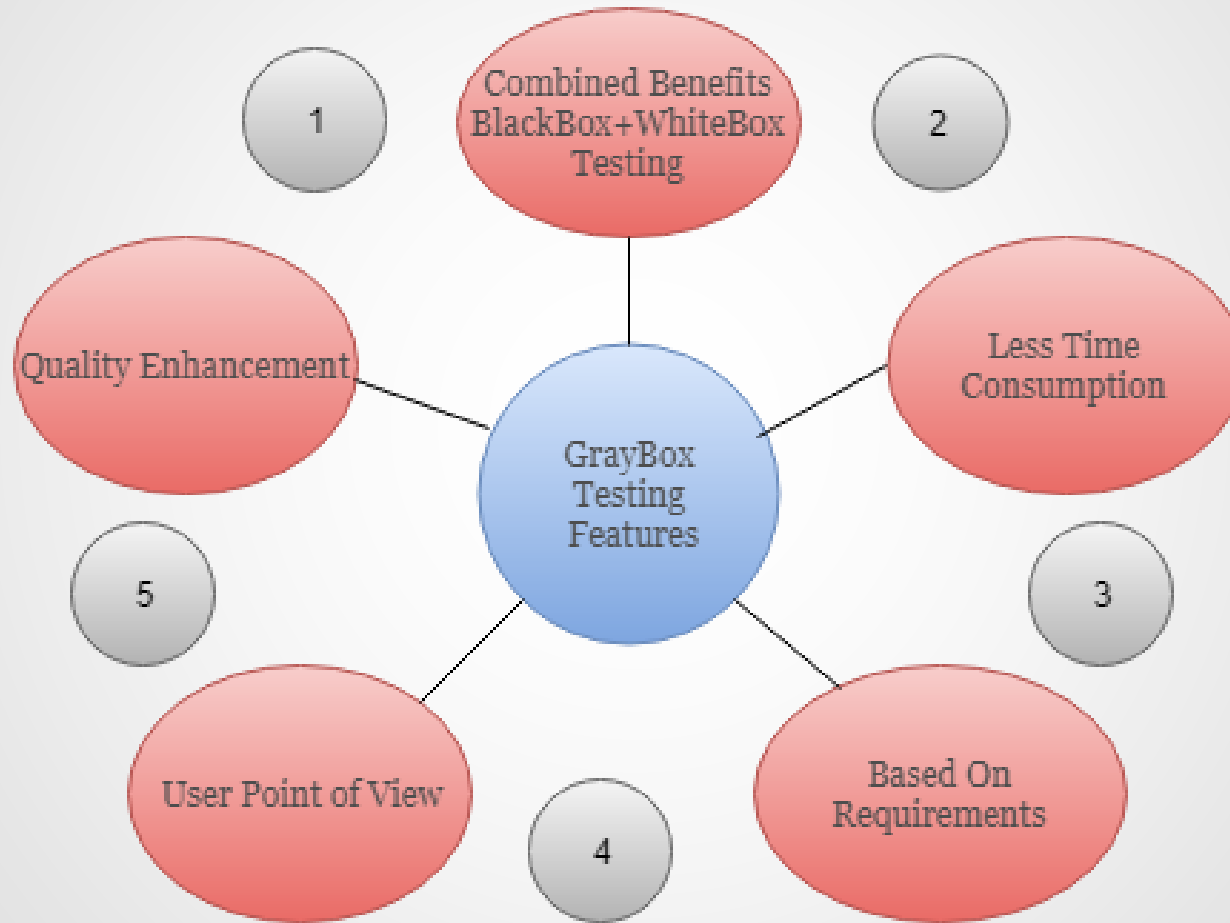 1
Combined Benefits
BlackBox+WhiteBox
Testing
2
Quality Enhancement
Less Time
Consumption
GrayBox
Testing
Features
5
3
User Point of View
4
Based On
Requirements